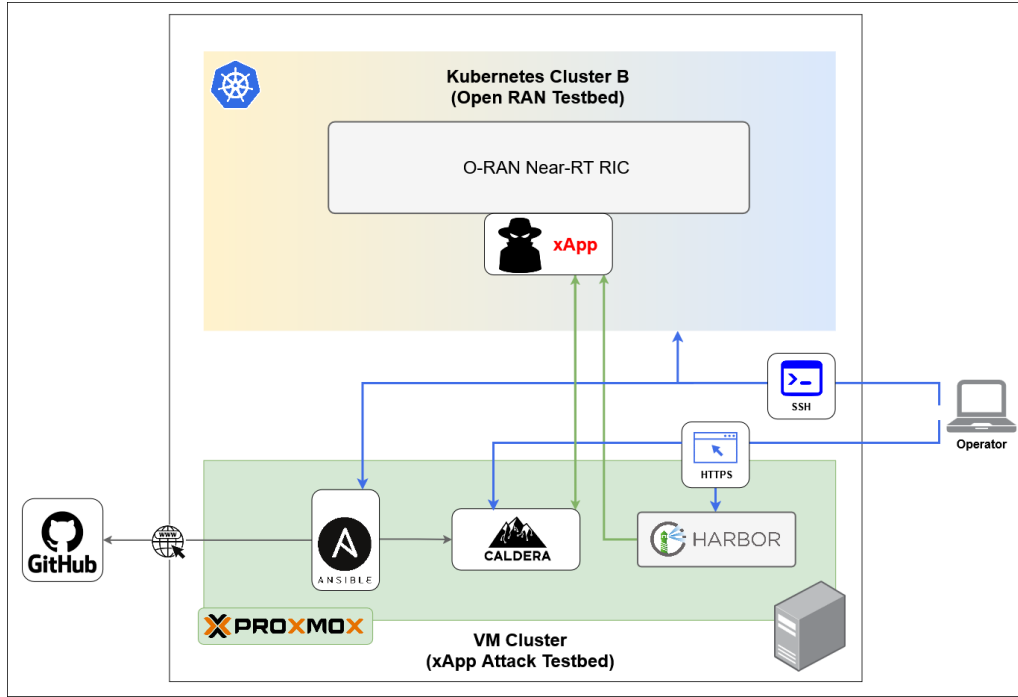 Kubernetes Cluster B
(Open RAN Testbed)
O-RAN Near-RT RIC
xApp
SSH
Operator
HTTPS
WWW
GitHub
ANSIBLE
CALDERA
HARBOR
PROXMOX
VM Cluster
(xApp Attack Testbed)